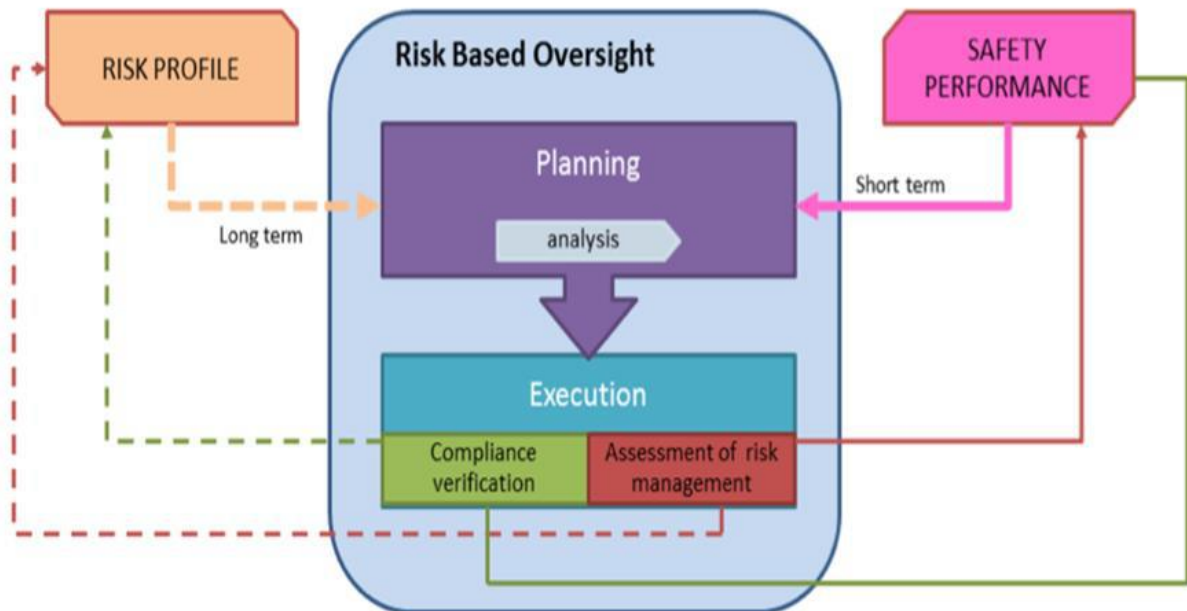 RISK PROFILE
Risk Based Oversight
SAFETY
PERFORMANCE
Planning
analysis
Long term
Short term
Execution
Compliance
verification
Assessment of risk
management